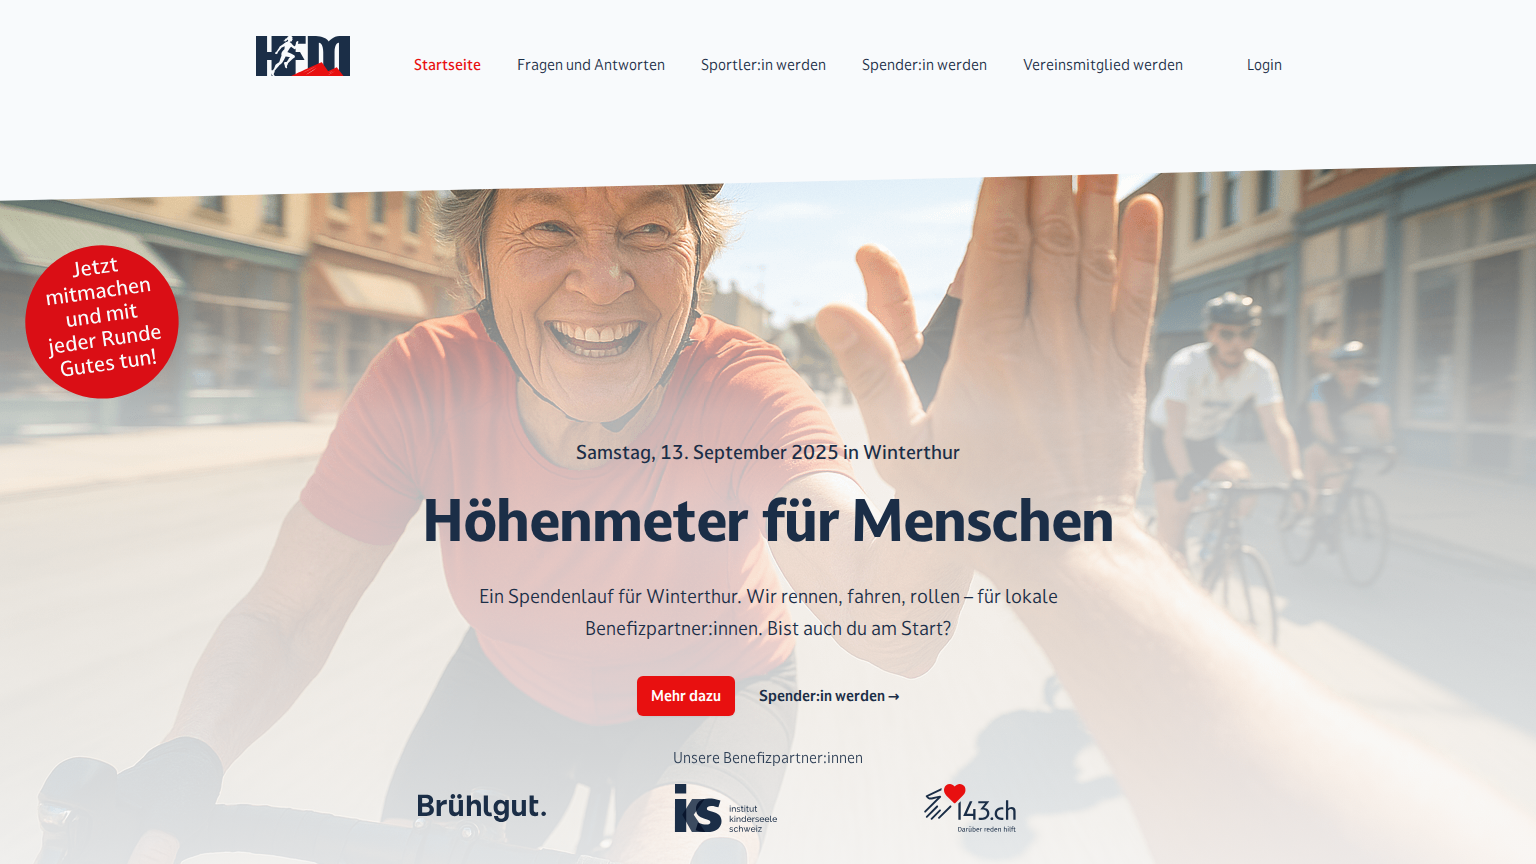 HFM
Startseite
Fragen und Antworten
Sportler:in werden
Spender:in werden
Vereinsmitglied werden
Login
Jetzt
mitmachen
und mit
jeder Runde
Gutes tun!
Samstag, 13. September 2025 in Winterthur
Höhenmeter für Menschen
Ein Spendenlauf für Winterthur. Wir rennen, fahren, rollen – für lokale
Benefizpartner:innen. Bist auch du am Start?
Mehr dazu
Spender:in werden →
Unsere Benefizpartner:innen
Brühlgut.
iks
institut
kinderseele
schweiz
143.ch
Darüber reden hilft